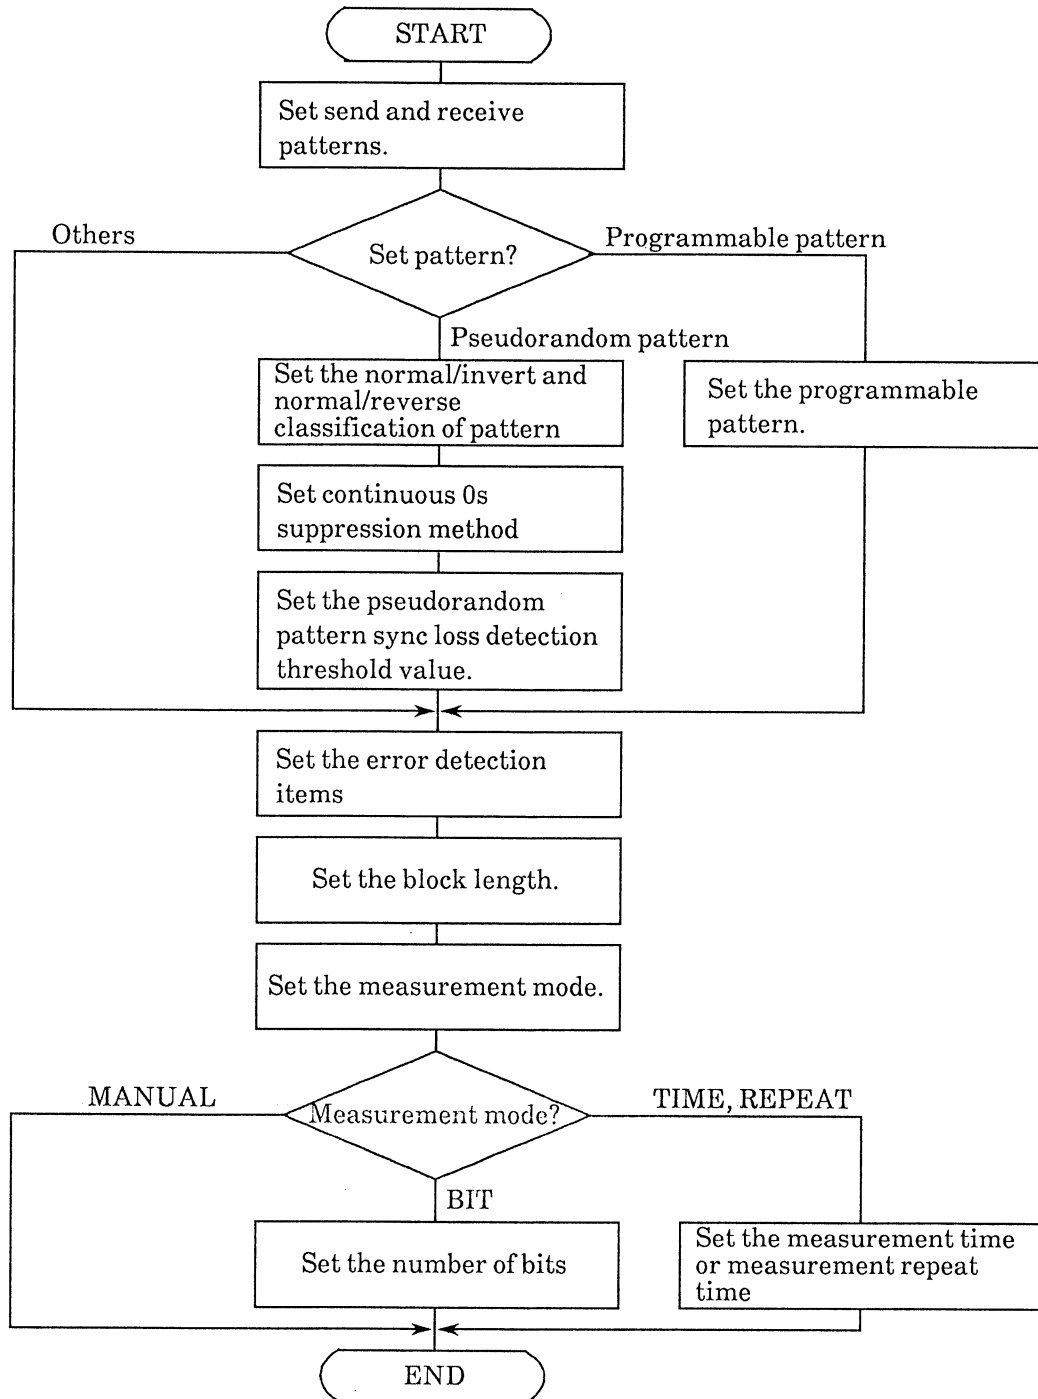 START
Set send and receive
patterns.
Others
Set pattern?
Programmable pattern
Pseudorandom pattern
Set the normal/invert and
normal/reverse
classification of pattern
Set the programmable
pattern.
Set continuous 0s
suppression method
Set the pseudorandom
pattern sync loss detection
threshold value.
Set the error detection
items
Set the block length.
Set the measurement mode.
MANUAL
Measurement mode?
TIME, REPEAT
BIT
Set the number of bits
Set the measurement time
or measurement repeat
time
END